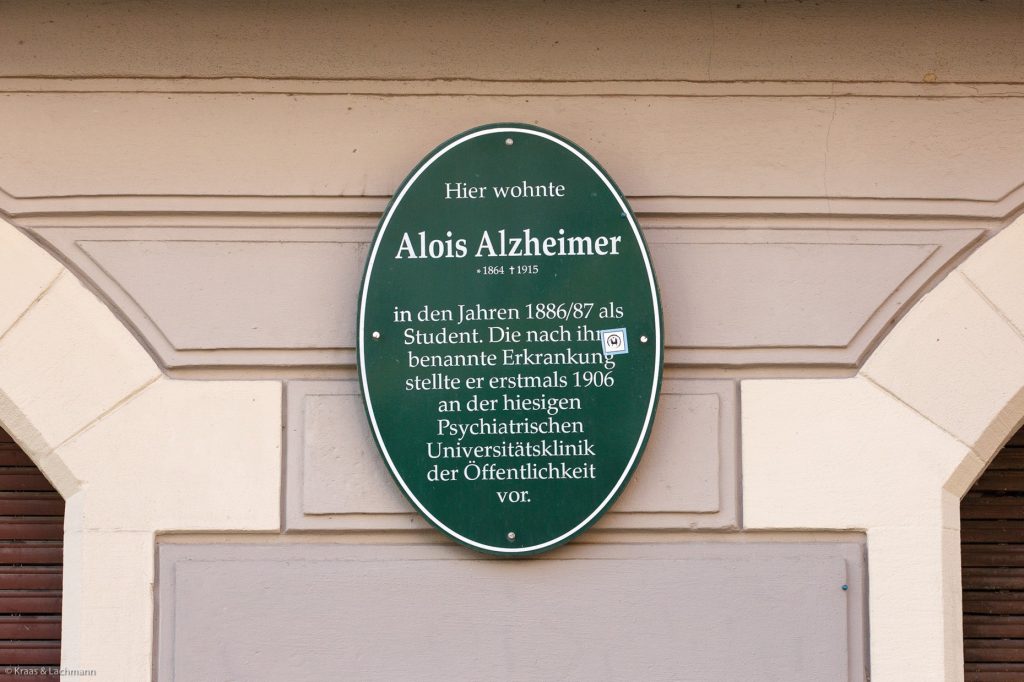 Hier wohnte
Alois Alzheimer
*1864 †1915
in den Jahren 1886/87 als
Student. Die nach ihm
benannte Erkrankung
stellte er erstmals 1906
an der hiesigen
Psychiatrischen
Universitätsklinik
der Öffentlichkeit
vor.
© Kraas & Lachmann